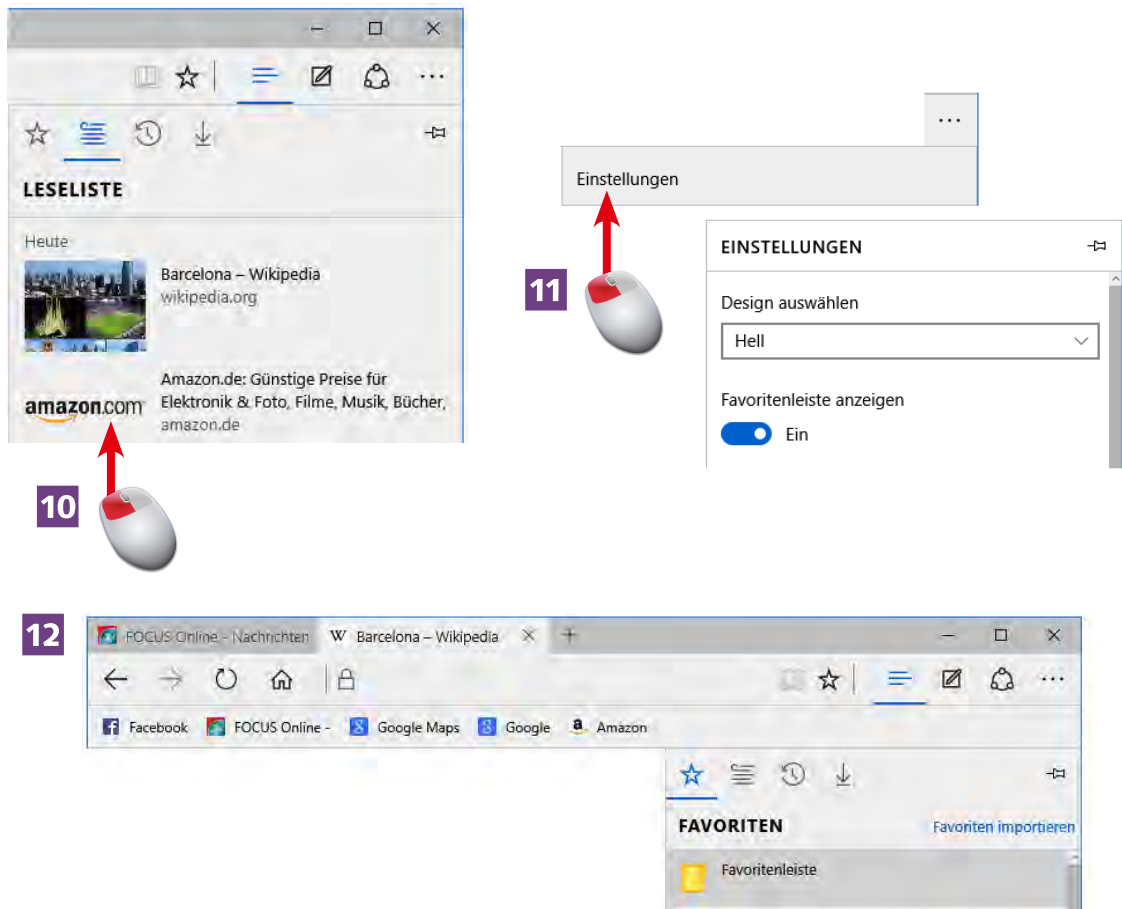 LESELISTE
Heute
Barcelona – Wikipedia
wikipedia.org
amazon.com
Amazon.de: Günstige Preise für
Elektronik & Foto, Filme, Musik, Bücher,
amazon.de
10
...
Einstellungen
11
EINSTELLUNGEN
Design auswählen
Hell
Favoritenleiste anzeigen
Ein
12
FOCUS Online - Nachrichten
W Barcelona – Wikipedia
Facebook
FOCUS Online -
Google Maps
Google
a Amazon
FAVORITEN
Favoriten importieren
Favoritenleiste